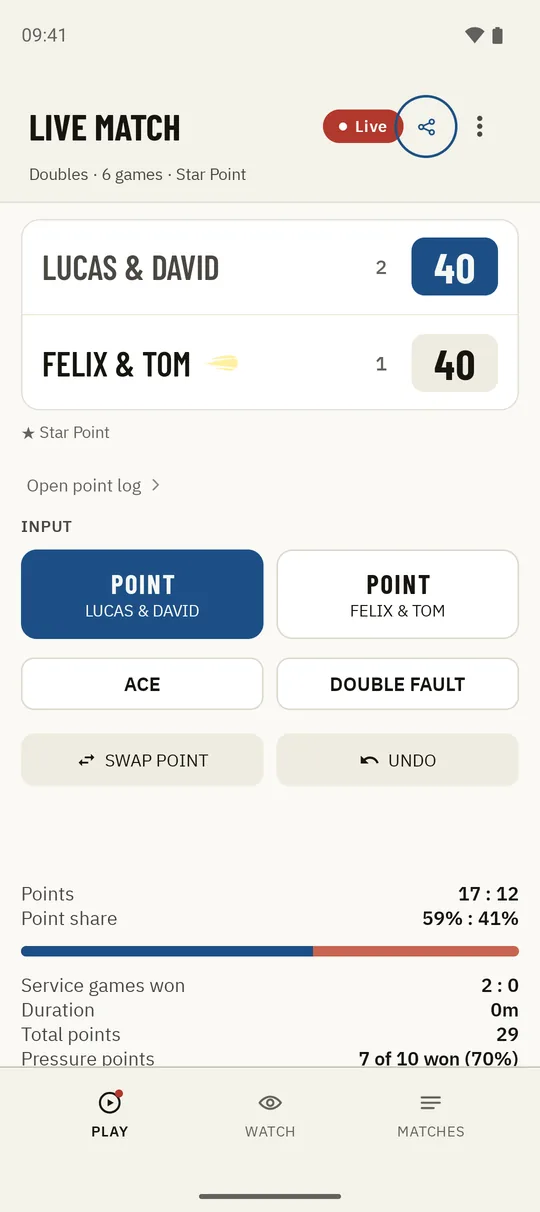 09:41
LIVE MATCH
Live
Doubles · 6 games · Star Point
LUCAS & DAVID 2 40
FELIX & TOM 1 40
★ Star Point
Open point log
INPUT
POINT
LUCAS & DAVID
POINT
FELIX & TOM
ACE
DOUBLE FAULT
SWAP POINT
UNDO
Points 17 : 12
Point share 59% : 41%
Service games won 2 : 0
Duration 0m
Total points 29
Pressure points 7 of 10 won (70%)
PLAY
WATCH
MATCHES